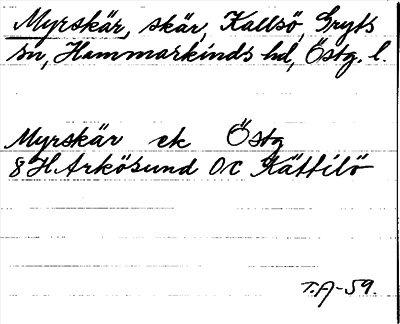 Myrskär, skär, Kallsö, Gryts
sn, Hammarkinds hd, Östg. l.
Myrskär ek Östg
8 H Arkösund OC Kättilö
T.A-59.